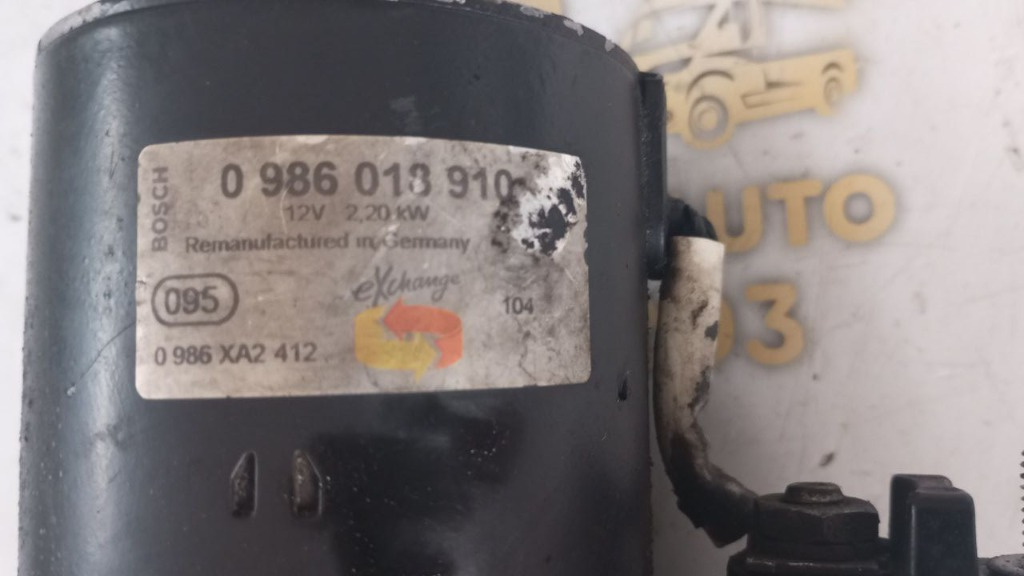 BOSCH
0 986 018 910
12V 2.20 kW
Remanufactured in Germany
eXchange
095
104
0 986 XA2 412
UTO
03